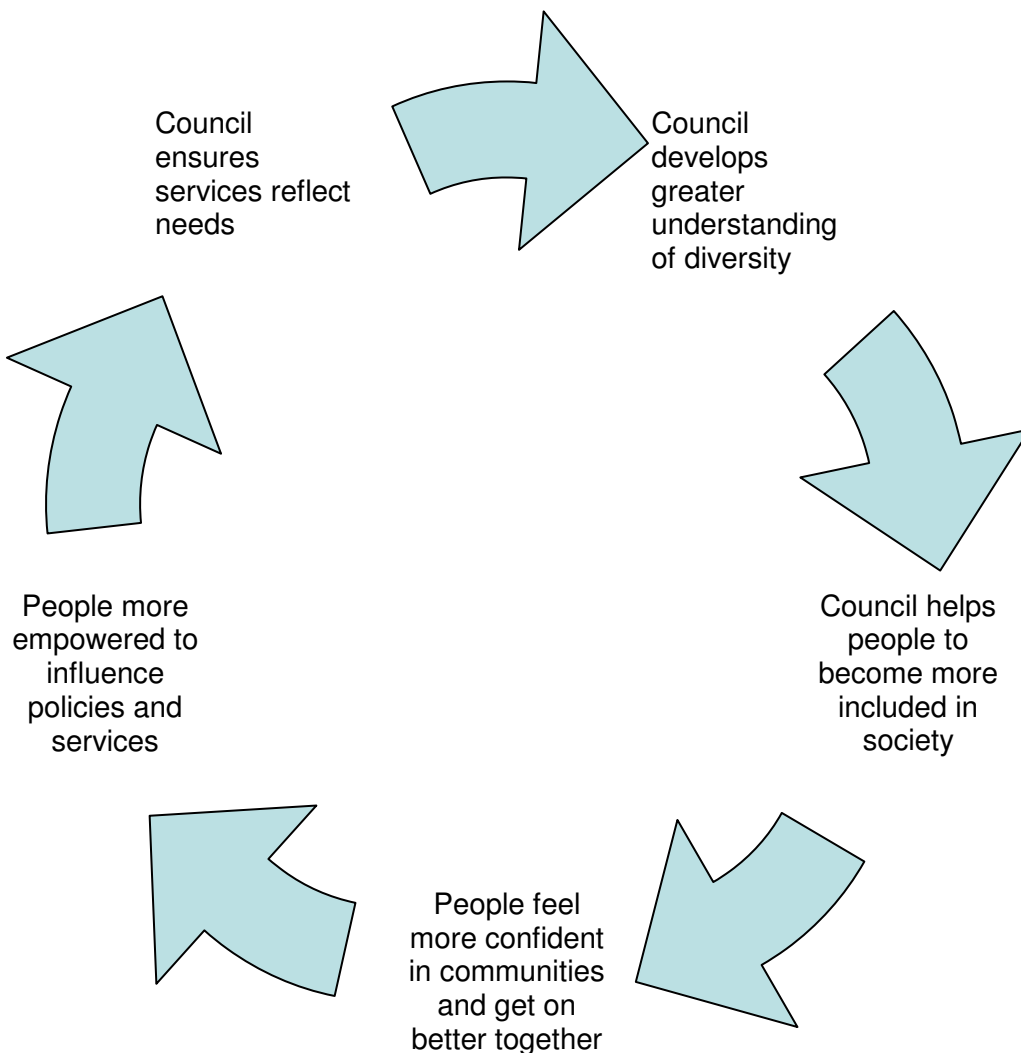 Council
ensures
services reflect
needs
Council
develops
greater
understanding
of diversity
Council helps
people to
become more
included in
society
People feel
more confident
in communities
and get on
better together
People more
empowered to
influence
policies and
services